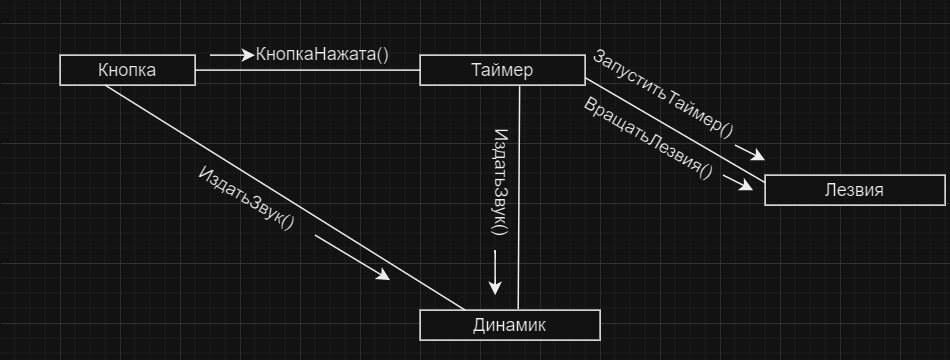 КнопкаНажата()
Кнопка
Таймер
ЗапуститьТаймер()
ВращатьЛезвия()
ИздатьЗвук()
ИздатьЗвук()
Лезвия
Динамик